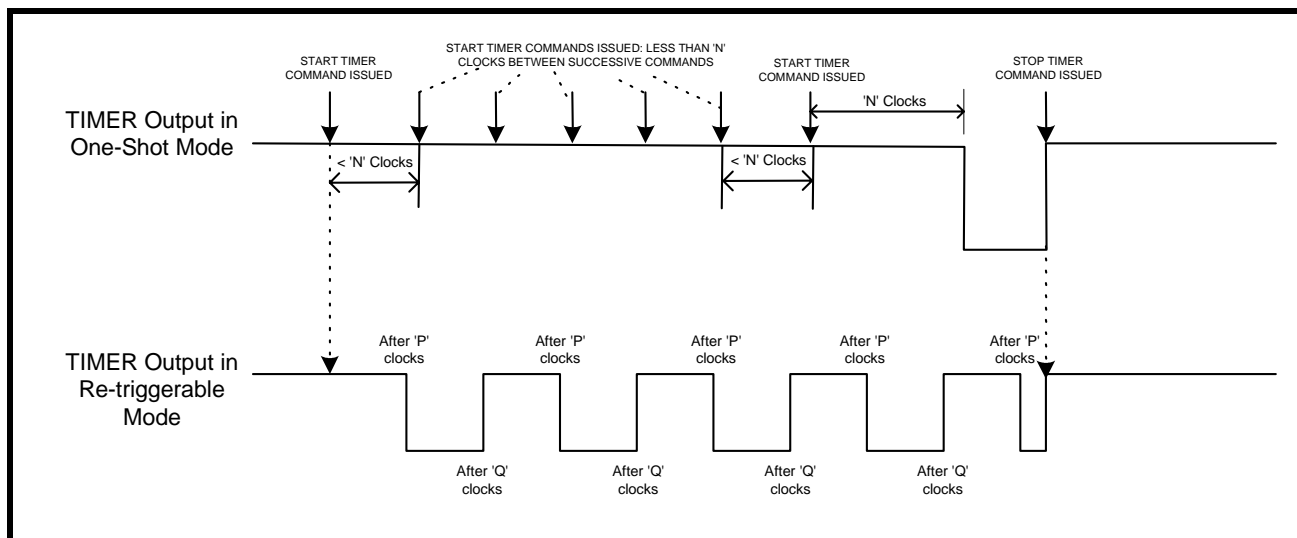 START TIMER
COMMAND ISSUED
START TIMER COMMANDS ISSUED: LESS THAN 'N'
CLOCKS BETWEEN SUCCESSIVE COMMANDS
START TIMER
COMMAND ISSUED
STOP TIMER
COMMAND ISSUED
'N' Clocks
TIMER Output in
One-Shot Mode
< 'N' Clocks
< 'N' Clocks
After 'P'
clocks
After 'P'
clocks
After 'P'
clocks
After 'P'
clocks
After 'P'
clocks
TIMER Output in
Re-triggerable
Mode
After 'Q'
clocks
After 'Q'
clocks
After 'Q'
clocks
After 'Q'
clocks